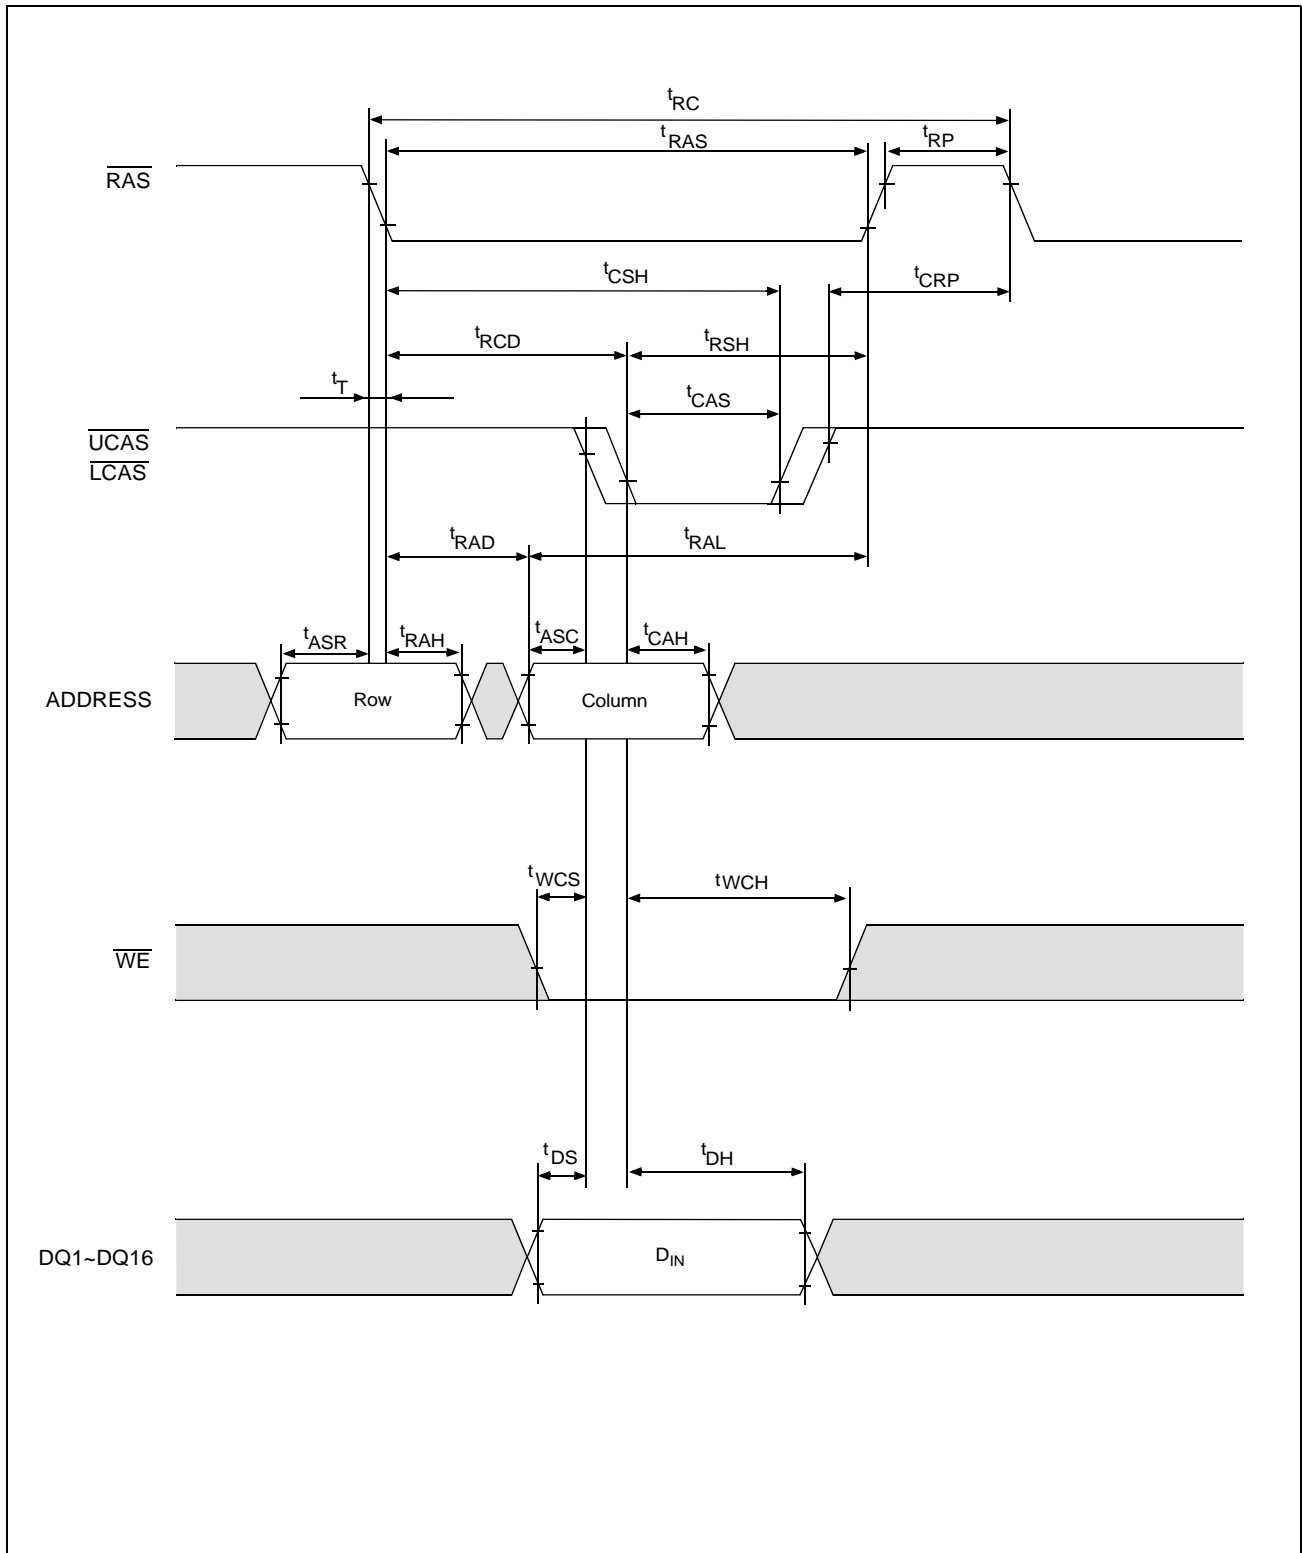 tRC
tRAS
tRP
RAS
tCSH
tCRP
tRCD
tRSH
tT
tCAS
UCAS
LCAS
tRAD
tRAL
tASR
tRAH
tASC
tCAH
ADDRESS
Row
Column
tWCS
tWCH
WE
tDS
tDH
DQ1~DQ16
DIN